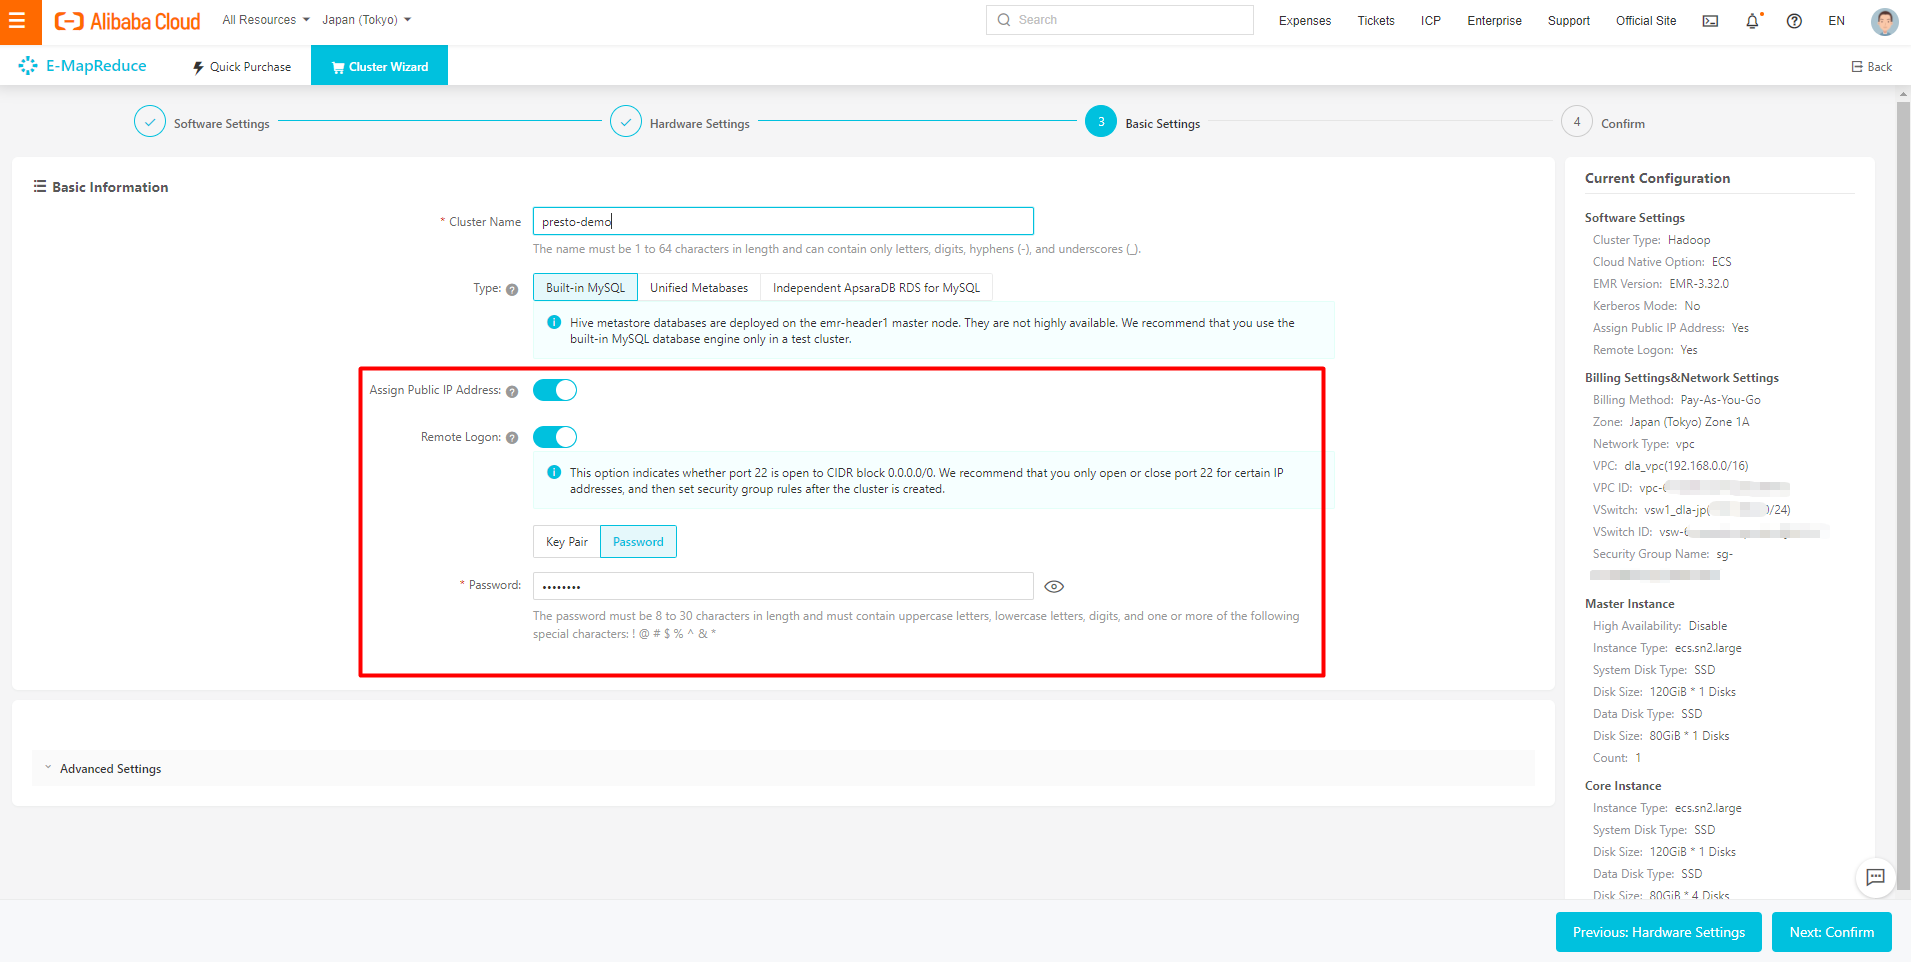 Alibaba Cloud
All Resources
Japan (Tokyo)
Search
Expenses
Tickets
ICP
Enterprise
Support
Official Site
EN
E-MapReduce
Quick Purchase
Cluster Wizard
Back
Software Settings
Hardware Settings
3
Basic Settings
4
Confirm
Basic Information
* Cluster Name
presto-demo
The name must be 1 to 64 characters in length and can contain only letters, digits, hyphens (-), and underscores (_).
Type:
Built-in MySQL
Unified Metabases
Independent ApsaraDB RDS for MySQL
Hive metastore databases are deployed on the emr-header1 master node. They are not highly available. We recommend that you use the
built-in MySQL database engine only in a test cluster.
Assign Public IP Address:
Remote Logon:
This option indicates whether port 22 is open to CIDR block 0.0.0.0/0. We recommend that you only open or close port 22 for certain IP
addresses, and then set security group rules after the cluster is created.
Key Pair
Password
* Password:
••••••••
The password must be 8 to 30 characters in length and must contain uppercase letters, lowercase letters, digits, and one or more of the following
special characters: ! @ # $ % ^ & *
Advanced Settings
Current Configuration
Software Settings
Cluster Type: Hadoop
Cloud Native Option: ECS
EMR Version: EMR-3.32.0
Kerberos Mode: No
Assign Public IP Address: Yes
Remote Logon: Yes
Billing Settings&Network Settings
Billing Method: Pay-As-You-Go
Zone: Japan (Tokyo) Zone 1A
Network Type: vpc
VPC: dla_vpc(192.168.0.0/16)
VPC ID: vpc-
VSwitch: vsw1_dla-jp( 0/24)
VSwitch ID: vsw-
Security Group Name: sg-
Master Instance
High Availability: Disable
Instance Type: ecs.sn2.large
System Disk Type: SSD
Disk Size: 120GiB * 1 Disks
Data Disk Type: SSD
Disk Size: 80GiB * 1 Disks
Count: 1
Core Instance
Instance Type: ecs.sn2.large
System Disk Type: SSD
Disk Size: 120GiB * 1 Disks
Data Disk Type: SSD
Disk Size: 80GiB * 4 Disks
Previous: Hardware Settings
Next: Confirm